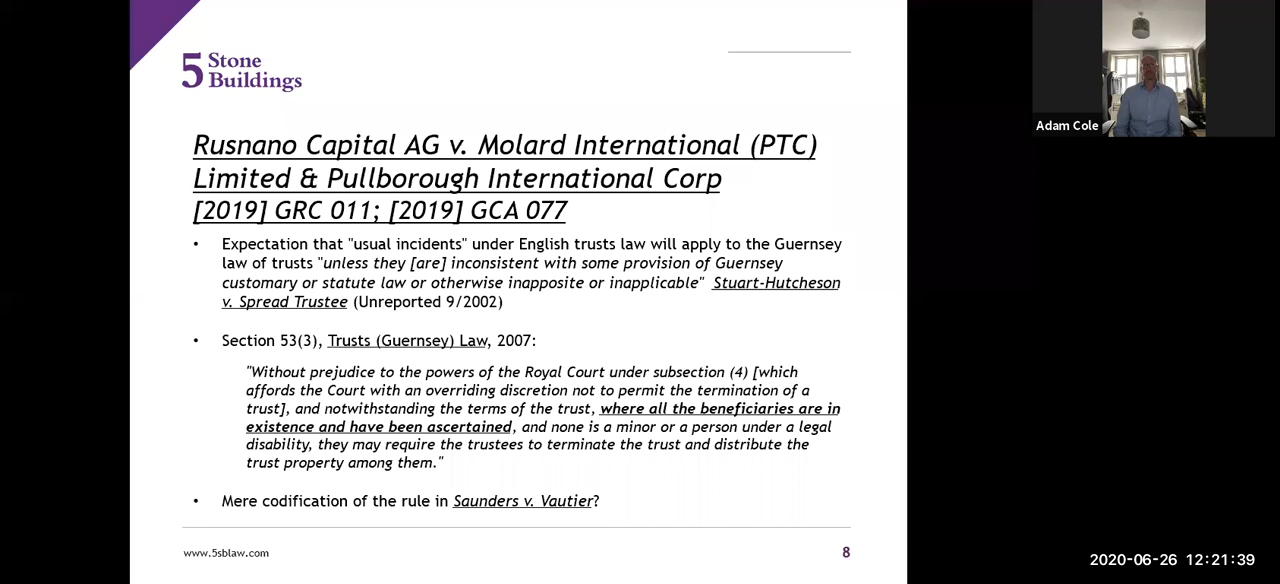 5 Stone
Buildings
Adam Cole
Rusnano Capital AG v. Molard International (PTC)
Limited & Pullborough International Corp
[2019] GRC 011; [2019] GCA 077
• Expectation that "usual incidents" under English trusts law will apply to the Guernsey
law of trusts "unless they [are] inconsistent with some provision of Guernsey
customary or statute law or otherwise inapposite or inapplicable" Stuart-Hutcheson
v. Spread Trustee (Unreported 9/2002)
• Section 53(3), Trusts (Guernsey) Law, 2007:
"Without prejudice to the powers of the Royal Court under subsection (4) [which
affords the Court with an overriding discretion not to permit the termination of a
trust], and notwithstanding the terms of the trust, where all the beneficiaries are in
existence and have been ascertained, and none is a minor or a person under a legal
disability, they may require the trustees to terminate the trust and distribute the
trust property among them."
• Mere codification of the rule in Saunders v. Vautier?
www.5sblaw.com
8
2020-06-26 12:21:39